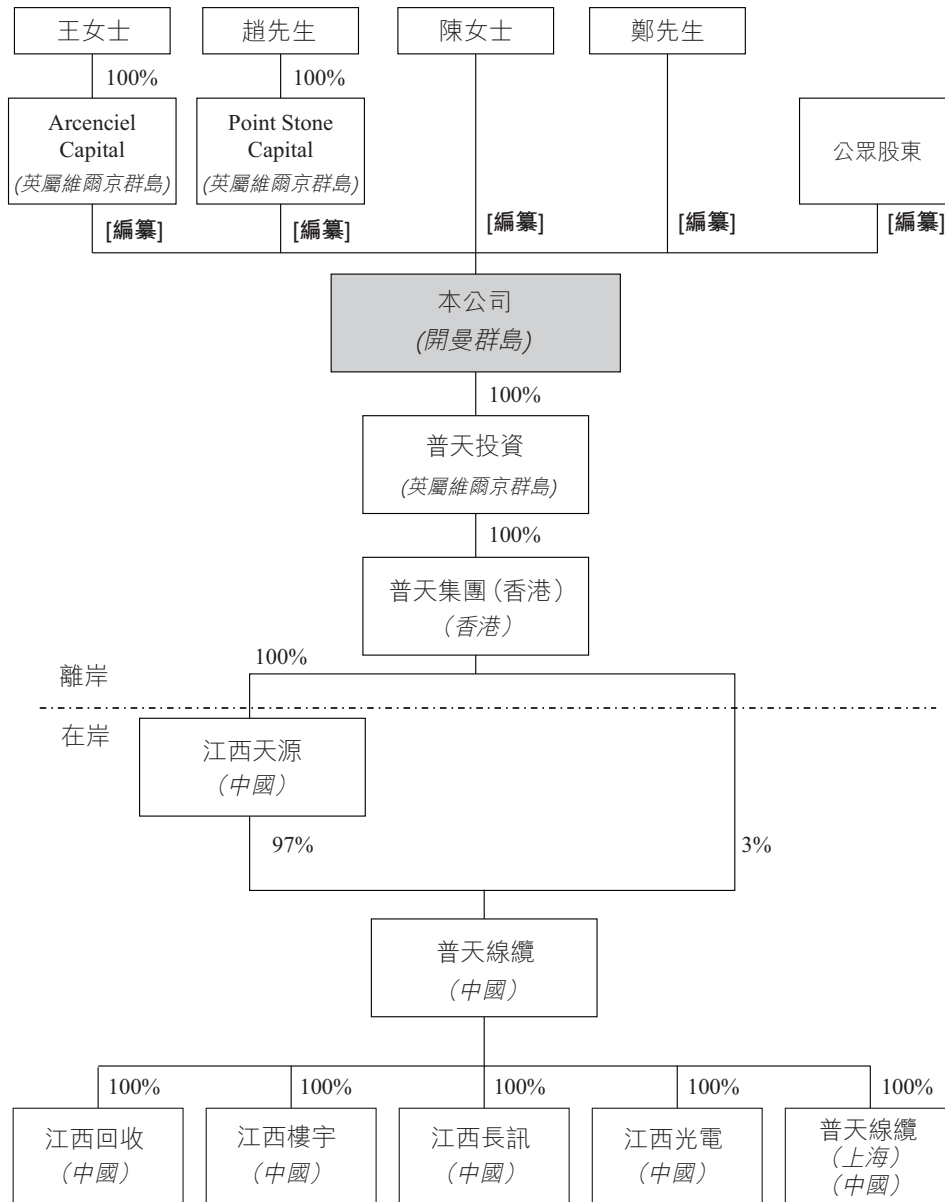 王女士
趙先生
陳女士
鄭先生
100%
100%
Arcenciel
Capital
(英屬維爾京群島)
Point Stone
Capital
(英屬維爾京群島)
公眾股東
[編纂]
[編纂]
[編纂]
[編纂]
[編纂]
本公司
(開曼群島)
100%
普天投資
(英屬維爾京群島)
100%
普天集團(香港)
(香港)
100%
離岸
在岸
江西天源
(中國)
97%
3%
普天線纜
(中國)
100%
100%
100%
100%
100%
江西回收
(中國)
江西樓宇
(中國)
江西長訊
(中國)
江西光電
(中國)
普天線纜
(上海)
(中國)